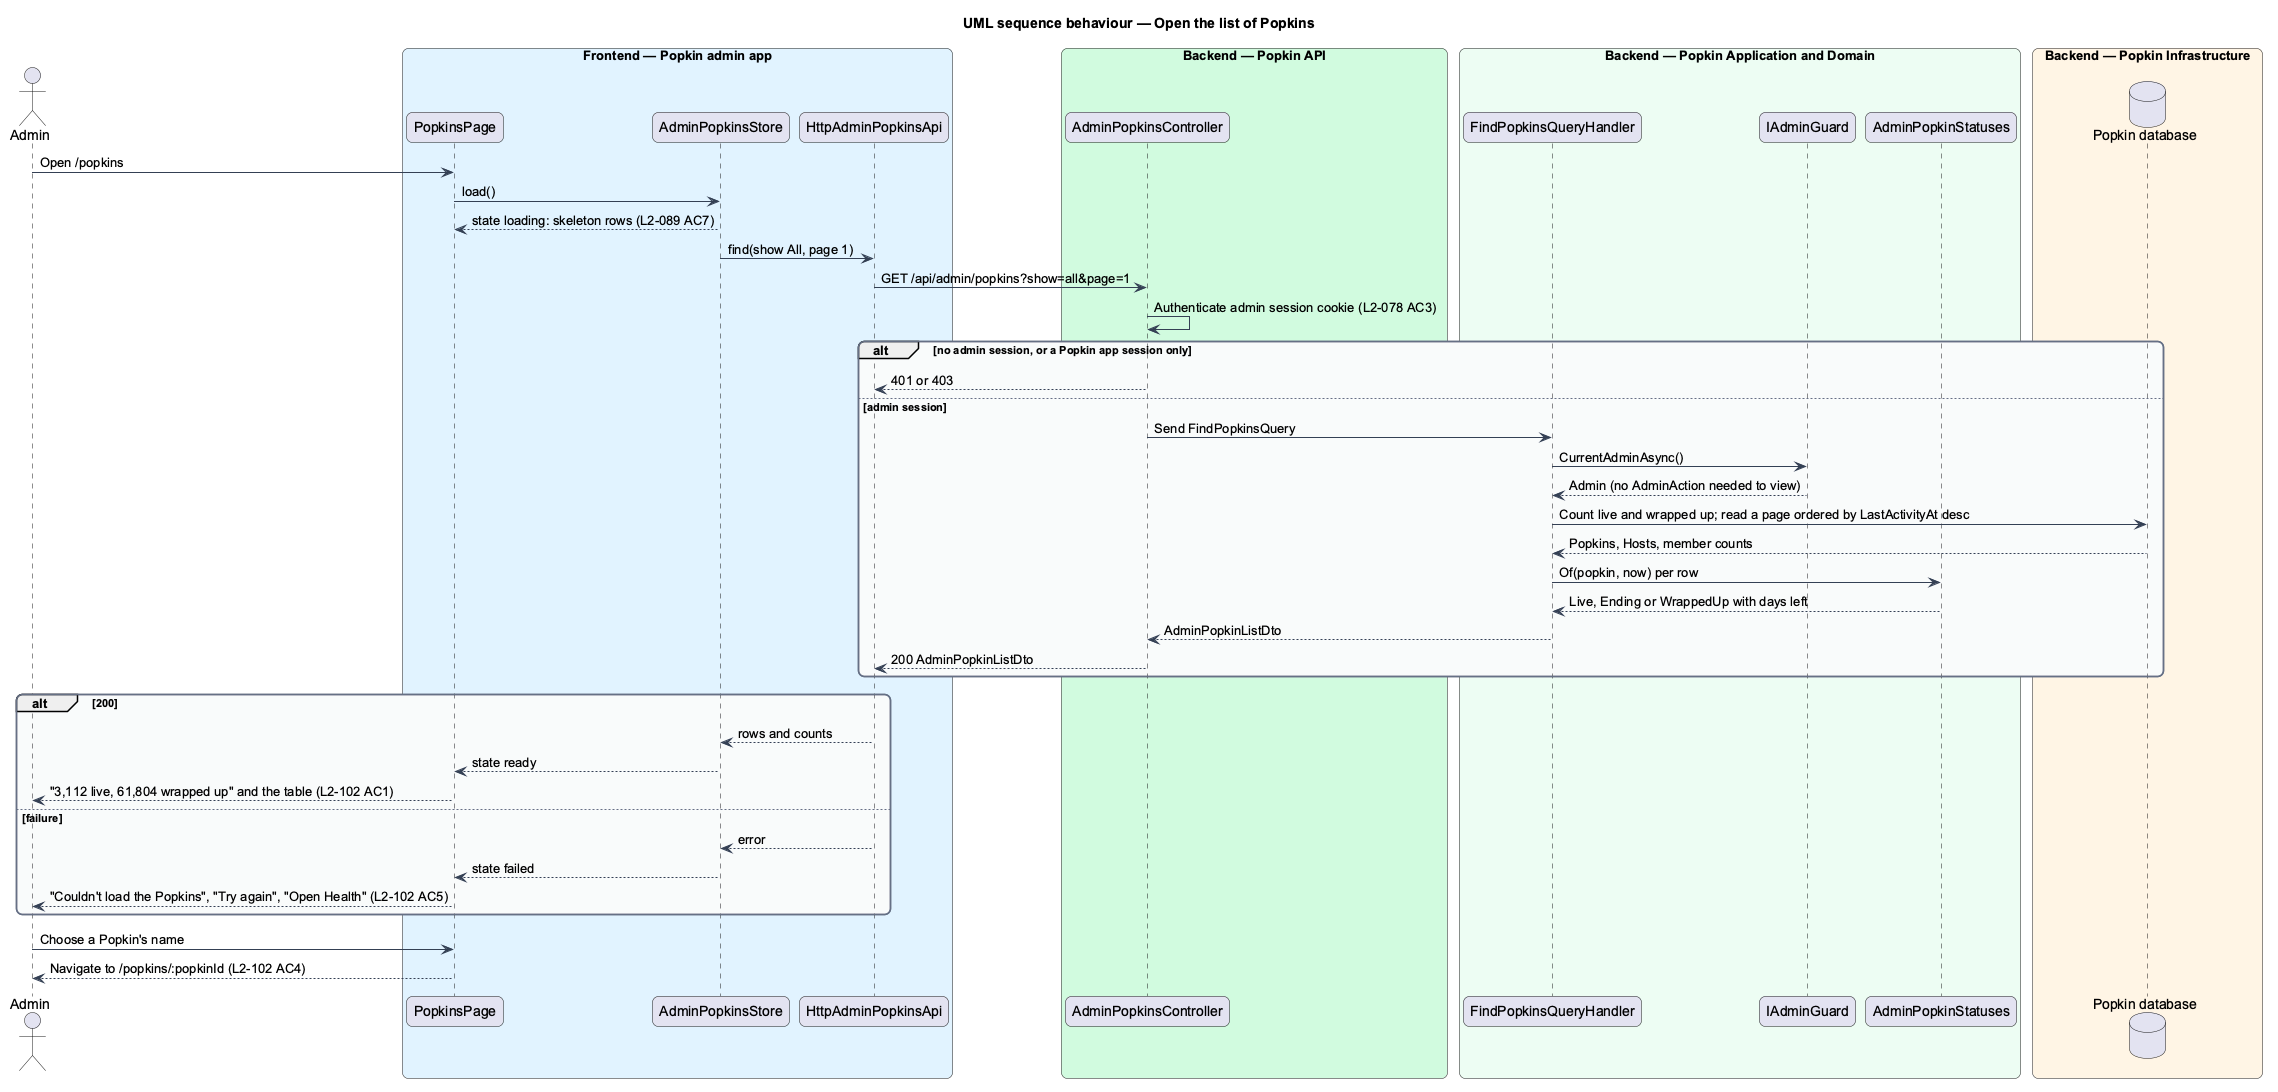 UML sequence behaviour — Open the list of Popkins
Frontend — Popkin admin app
Backend — Popkin API
Backend — Popkin Application and Domain
Backend — Popkin Infrastructure
Admin
PopkinsPage
AdminPopkinsStore
HttpAdminPopkinsApi
AdminPopkinsController
FindPopkinsQueryHandler
IAdminGuard
AdminPopkinStatuses
Popkin database
Open /popkins
load()
state loading: skeleton rows (L2-089 AC7)
find(show All, page 1)
GET /api/admin/popkins?show=all&page=1
Authenticate admin session cookie (L2-078 AC3)
alt
[no admin session, or a Popkin app session only]
401 or 403
[admin session]
Send FindPopkinsQuery
CurrentAdminAsync()
Admin (no AdminAction needed to view)
Count live and wrapped up; read a page ordered by LastActivityAt desc
Popkins, Hosts, member counts
Of(popkin, now) per row
Live, Ending or WrappedUp with days left
AdminPopkinListDto
200 AdminPopkinListDto
alt
[200]
rows and counts
state ready
"3,112 live, 61,804 wrapped up" and the table (L2-102 AC1)
[failure]
error
state failed
"Couldn't load the Popkins", "Try again", "Open Health" (L2-102 AC5)
Choose a Popkin's name
Navigate to /popkins/:popkinId (L2-102 AC4)
Admin
PopkinsPage
AdminPopkinsStore
HttpAdminPopkinsApi
AdminPopkinsController
FindPopkinsQueryHandler
IAdminGuard
AdminPopkinStatuses
Popkin database